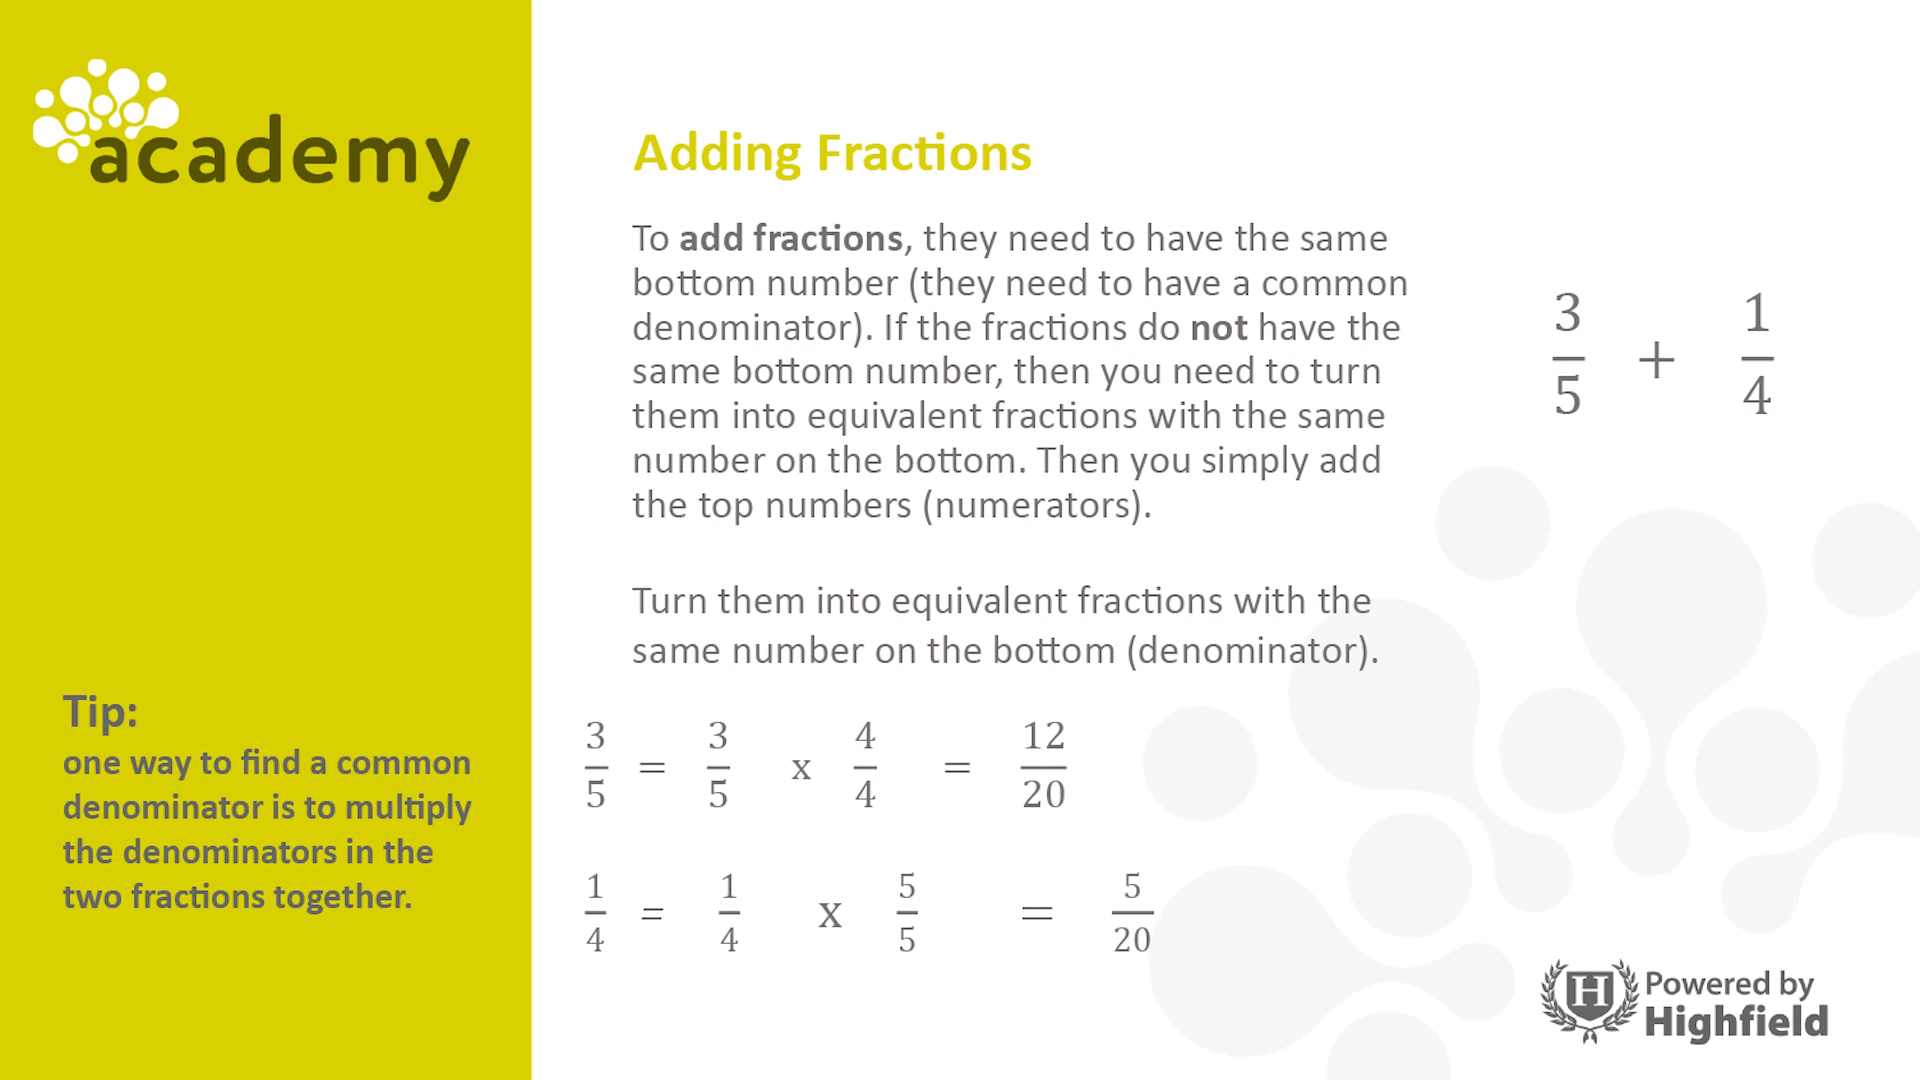 academy
Adding Fractions
To add fractions, they need to have the same
bottom number (they need to have a common
denominator). If the fractions do not have the
same bottom number, then you need to turn
them into equivalent fractions with the same
number on the bottom. Then you simply add
the top numbers (numerators).
3/5 + 1/4
Turn them into equivalent fractions with the
same number on the bottom (denominator).
3/5 = 3/5 x 4/4 = 12/20
1/4 = 1/4 x 5/5 = 5/20
Tip:
one way to find a common
denominator is to multiply
the denominators in the
two fractions together.
H
Powered by
Highfield